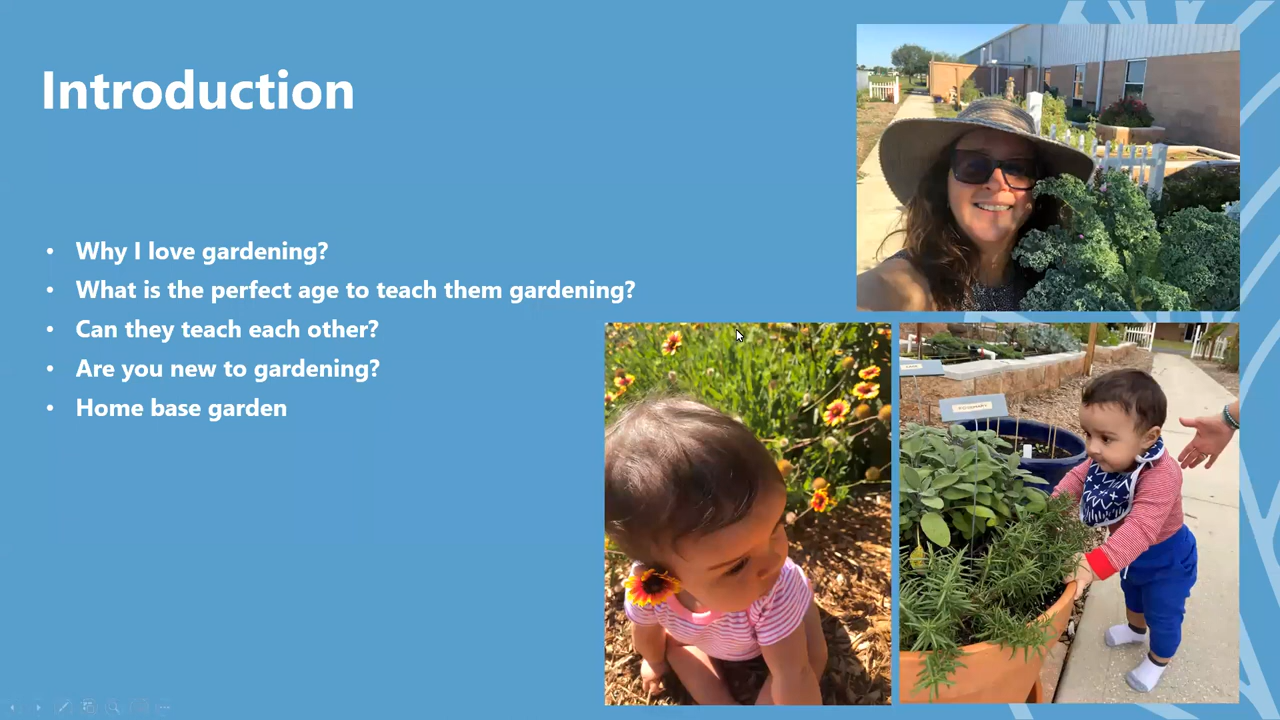 Introduction
Why I love gardening?
What is the perfect age to teach them gardening?
Can they teach each other?
Are you new to gardening?
Home base garden